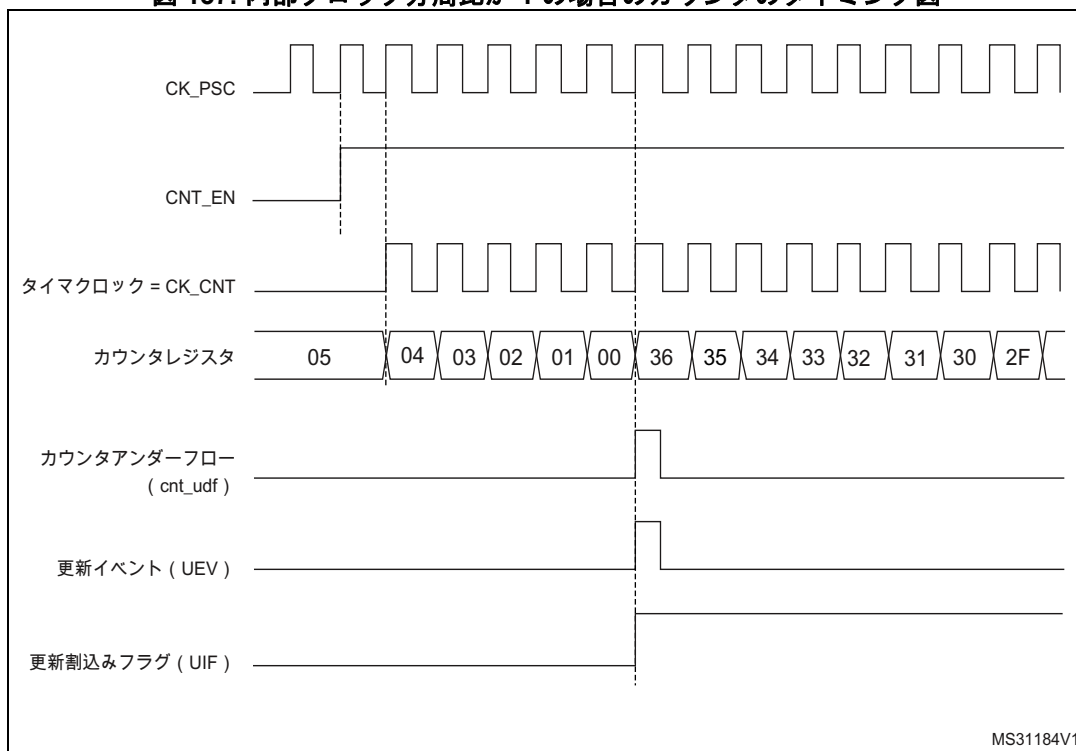 CK_PSC
CNT_EN
タイマクロック = CK_CNT
カウンタレジスタ
05 04 03 02 01 00 36 35 34 33 32 31 30 2F
カウンタアンダーフロー
( cnt_udf )
更新イベント ( UEV )
更新割込みフラグ ( UIF )
MS31184V1